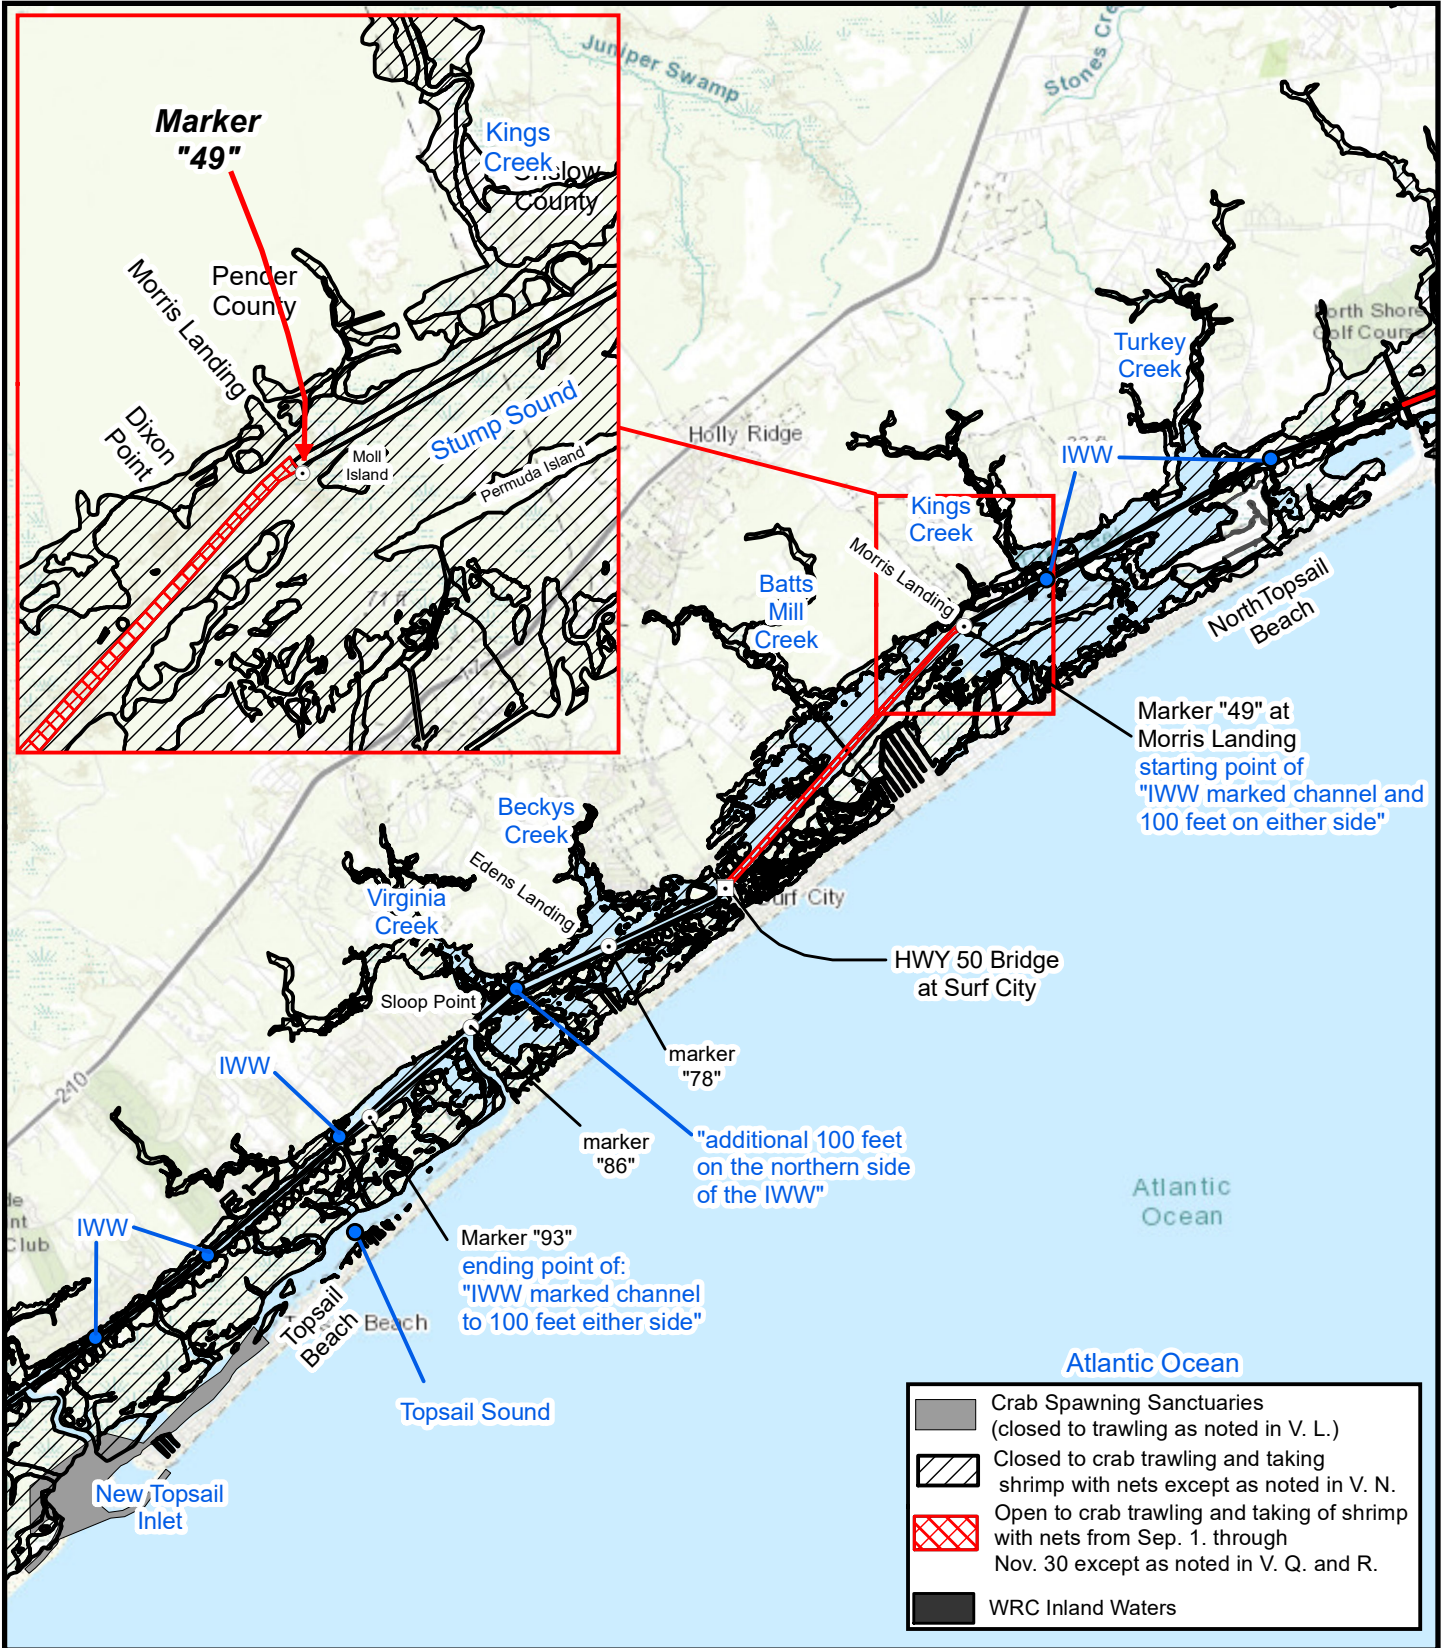 Juniper Swamp
Stones Cre
Marker
"49"
Kings
Creek
Onslow
County
Pender
County
Morris Landing
Dixon
Point
Stump Sound
Moll
Island
Permuda Island
71 ft
Holly Ridge
North Shore
Golf Course
Turkey
Creek
IWW
Kings
Creek
Morris Landing
Batts
Mill
Creek
North Topsail
Beach
Marker "49" at
Morris Landing
starting point of
"IWW marked channel and
100 feet on either side"
Beckys
Creek
Edens Landing
Virginia
Creek
Surf City
HWY 50 Bridge
at Surf City
Sloop Point
marker
"78"
IWW
210
marker
"86"
"additional 100 feet
on the northern side
of the IWW"
Atlantic
Ocean
de
nt
Club
IWW
Marker "93"
ending point of:
"IWW marked channel
to 100 feet either side"
Topsail
Beach
Beach
Topsail Sound
New Topsail
Inlet
Atlantic Ocean
Crab Spawning Sanctuaries
(closed to trawling as noted in V. L.)
Closed to crab trawling and taking
shrimp with nets except as noted in V. N.
Open to crab trawling and taking of shrimp
with nets from Sep. 1. through
Nov. 30 except as noted in V. Q. and R.
WRC Inland Waters